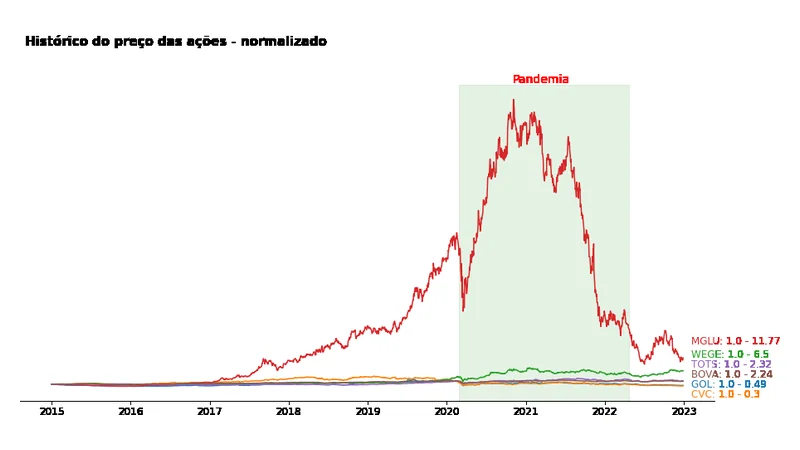 Histórico do preço das ações - normalizado
Pandemia
MGLU: 1.0 - 11.77
WEGE: 1.0 - 6.5
TOTS: 1.0 - 2.32
BOVA: 1.0 - 2.24
GOL: 1.0 - 0.49
CVC: 1.0 - 0.3
2015 2016 2017 2018 2019 2020 2021 2022 2023